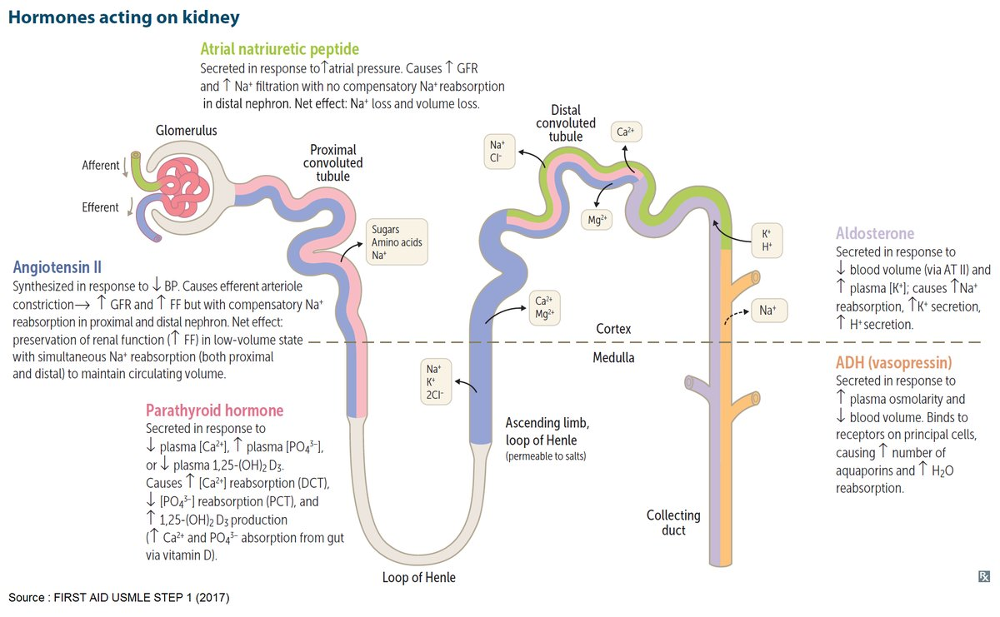 Hormones acting on kidney
Atrial natriuretic peptide
Secreted in response to ↑ atrial pressure. Causes ↑ GFR
and ↑ Na⁺ filtration with no compensatory Na⁺ reabsorption
in distal nephron. Net effect: Na⁺ loss and volume loss.
Glomerulus
Afferent
Efferent
Proximal
convoluted
tubule
Sugars
Amino acids
Na⁺
Distal
convoluted
tubule
Na⁺
Cl⁻
Ca²⁺
Mg²⁺
K⁺
H⁺
Ca²⁺
Mg²⁺
Na⁺
Cortex
Medulla
Na⁺
K⁺
2Cl⁻
Ascending limb,
loop of Henle
(permeable to salts)
Collecting
duct
Loop of Henle
Angiotensin II
Synthesized in response to ↓ BP. Causes efferent arteriole
constriction→ ↑ GFR and ↑ FF but with compensatory Na⁺
reabsorption in proximal and distal nephron. Net effect:
preservation of renal function (↑ FF) in low-volume state
with simultaneous Na⁺ reabsorption (both proximal
and distal) to maintain circulating volume.
Parathyroid hormone
Secreted in response to
↓ plasma [Ca²⁺], ↑ plasma [PO₄³⁻],
or ↓ plasma 1,25-(OH)₂ D₃.
Causes ↑ [Ca²⁺] reabsorption (DCT),
↓ [PO₄³⁻] reabsorption (PCT), and
↑ 1,25-(OH)₂ D₃ production
(↑ Ca²⁺ and PO₄³⁻ absorption from gut
via vitamin D).
Aldosterone
Secreted in response to
↓ blood volume (via AT II) and
↑ plasma [K⁺]; causes ↑ Na⁺
reabsorption, ↑ K⁺ secretion,
↑ H⁺ secretion.
ADH (vasopressin)
Secreted in response to
↑ plasma osmolarity and
↓ blood volume. Binds to
receptors on principal cells,
causing ↑ number of
aquaporins and ↑ H₂O
reabsorption.
Rx
Source : FIRST AID USMLE STEP 1 (2017)